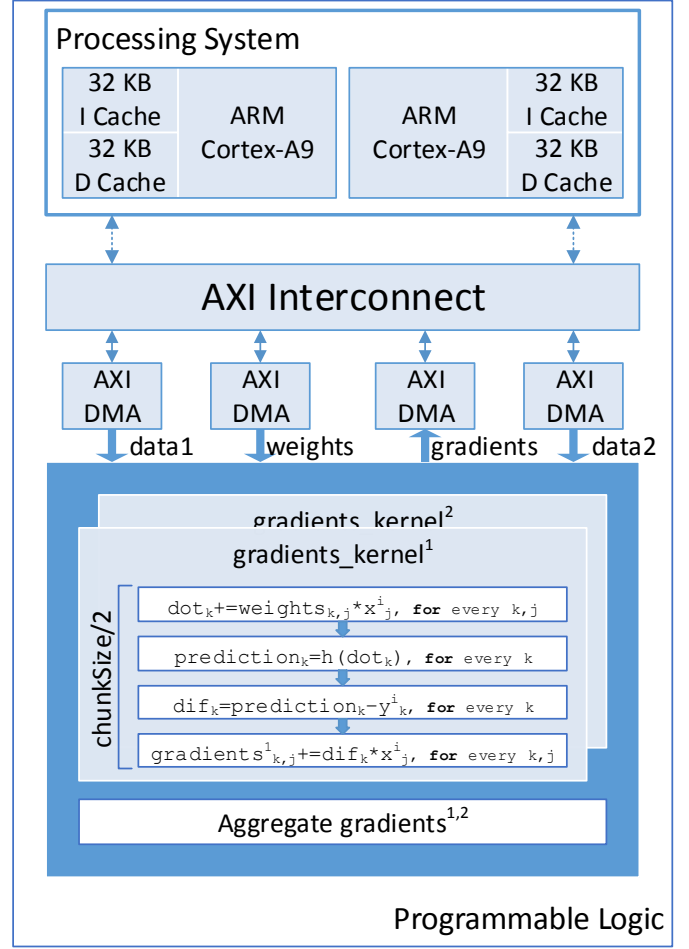 Processing System
32 KB
I Cache
32 KB
D Cache
ARM
Cortex-A9
ARM
Cortex-A9
32 KB
I Cache
32 KB
D Cache
AXI Interconnect
AXI
DMA
AXI
DMA
AXI
DMA
AXI
DMA
data1
weights
gradients
data2
gradients_kernel²
gradients_kernel¹
chunkSize/2
dotₖ+=weightsₖ,ⱼ*xⁱⱼ, for every k,j
predictionₖ=h(dotₖ), for every k
difₖ=predictionₖ-yⁱₖ, for every k
gradients¹ₖ,ⱼ+=difₖ*xⁱⱼ, for every k,j
Aggregate gradients¹,²
Programmable Logic